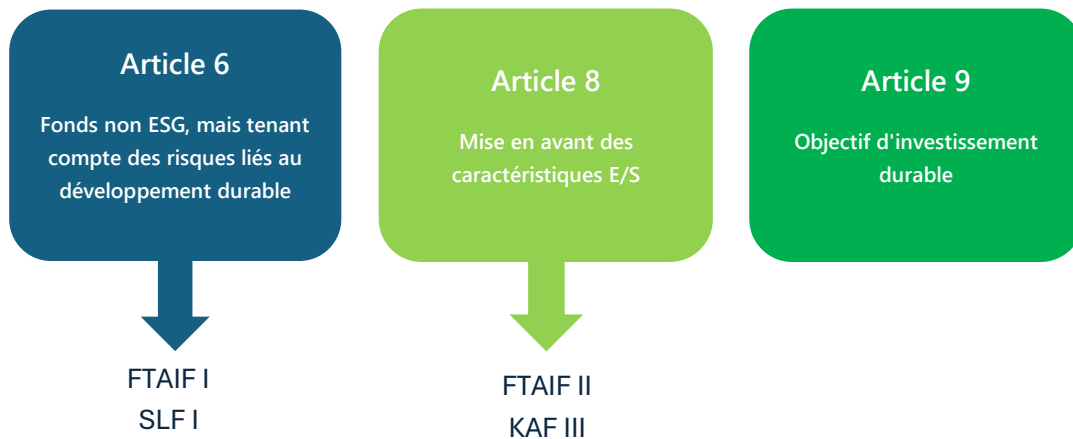 Article 6
Fonds non ESG, mais tenant
compte des risques liés au
développement durable
Article 8
Mise en avant des
caractéristiques E/S
Article 9
Objectif d'investissement
durable
FTAIF I
SLF I
FTAIF II
KAF III